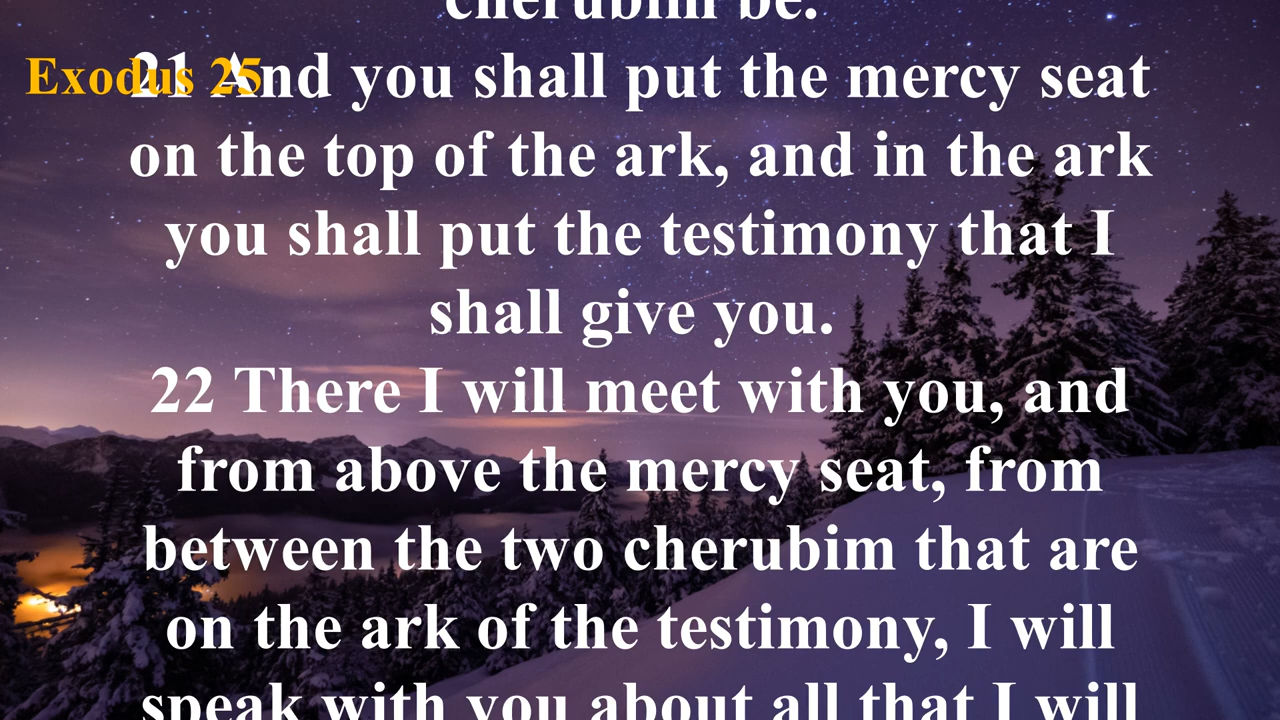 cherubim be.
Exodus 25
21 And you shall put the mercy seat
on the top of the ark, and in the ark
you shall put the testimony that I
shall give you.
22 There I will meet with you, and
from above the mercy seat, from
between the two cherubim that are
on the ark of the testimony, I will
speak with you about all that I will